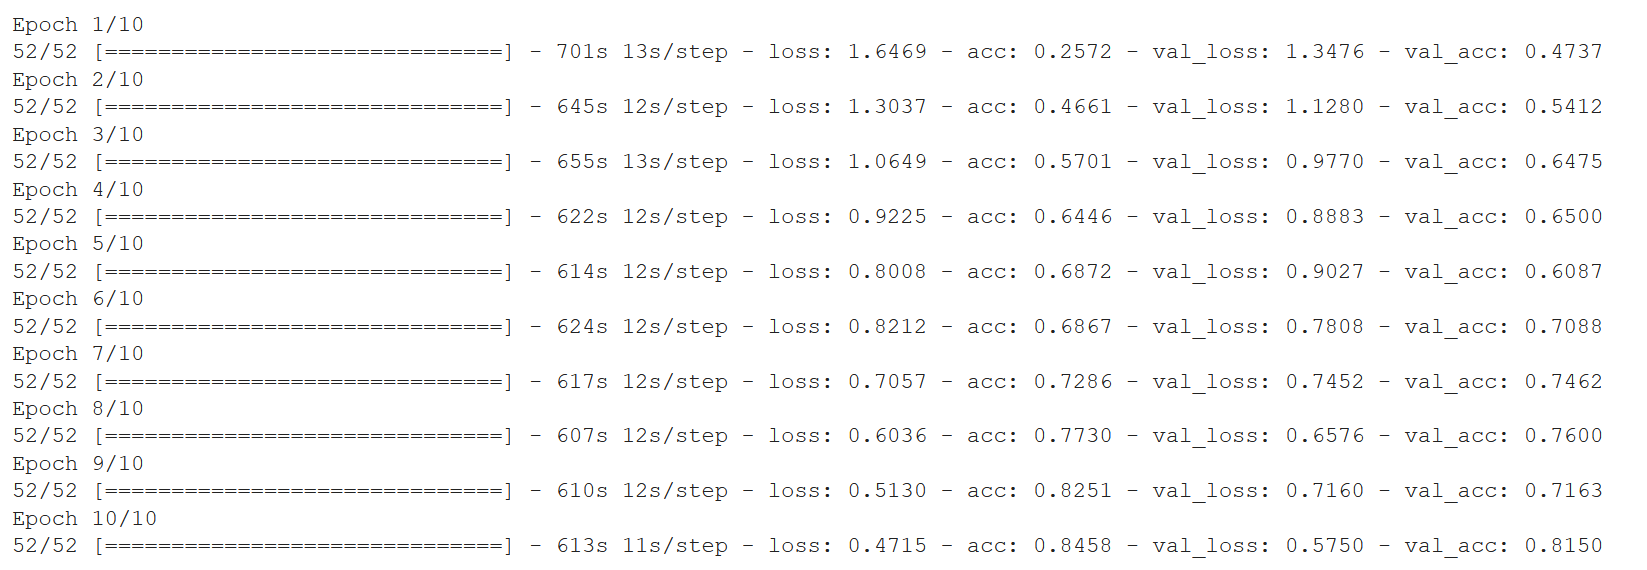 Epoch 1/10
52/52 [==============================] - 701s 13s/step - loss: 1.6469 - acc: 0.2572 - val_loss: 1.3476 - val_acc: 0.4737
Epoch 2/10
52/52 [==============================] - 645s 12s/step - loss: 1.3037 - acc: 0.4661 - val_loss: 1.1280 - val_acc: 0.5412
Epoch 3/10
52/52 [==============================] - 655s 13s/step - loss: 1.0649 - acc: 0.5701 - val_loss: 0.9770 - val_acc: 0.6475
Epoch 4/10
52/52 [==============================] - 622s 12s/step - loss: 0.9225 - acc: 0.6446 - val_loss: 0.8883 - val_acc: 0.6500
Epoch 5/10
52/52 [==============================] - 614s 12s/step - loss: 0.8008 - acc: 0.6872 - val_loss: 0.9027 - val_acc: 0.6087
Epoch 6/10
52/52 [==============================] - 624s 12s/step - loss: 0.8212 - acc: 0.6867 - val_loss: 0.7808 - val_acc: 0.7088
Epoch 7/10
52/52 [==============================] - 617s 12s/step - loss: 0.7057 - acc: 0.7286 - val_loss: 0.7452 - val_acc: 0.7462
Epoch 8/10
52/52 [==============================] - 607s 12s/step - loss: 0.6036 - acc: 0.7730 - val_loss: 0.6576 - val_acc: 0.7600
Epoch 9/10
52/52 [==============================] - 610s 12s/step - loss: 0.5130 - acc: 0.8251 - val_loss: 0.7160 - val_acc: 0.7163
Epoch 10/10
52/52 [==============================] - 613s 11s/step - loss: 0.4715 - acc: 0.8458 - val_loss: 0.5750 - val_acc: 0.8150